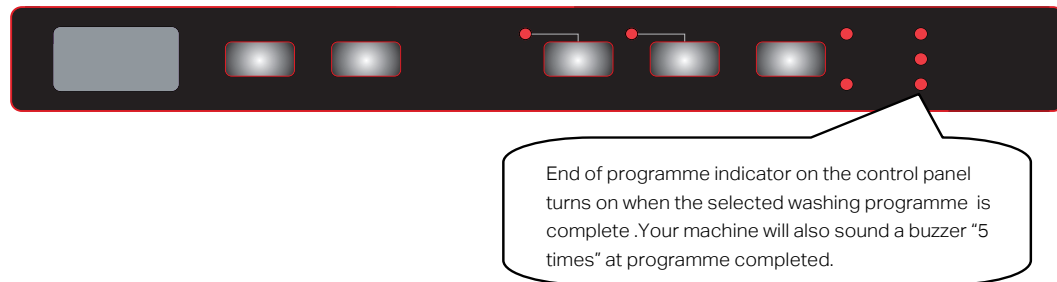 End of programme indicator on the control panel
turns on when the selected washing programme is
complete .Your machine will also sound a buzzer “5
times” at programme completed.